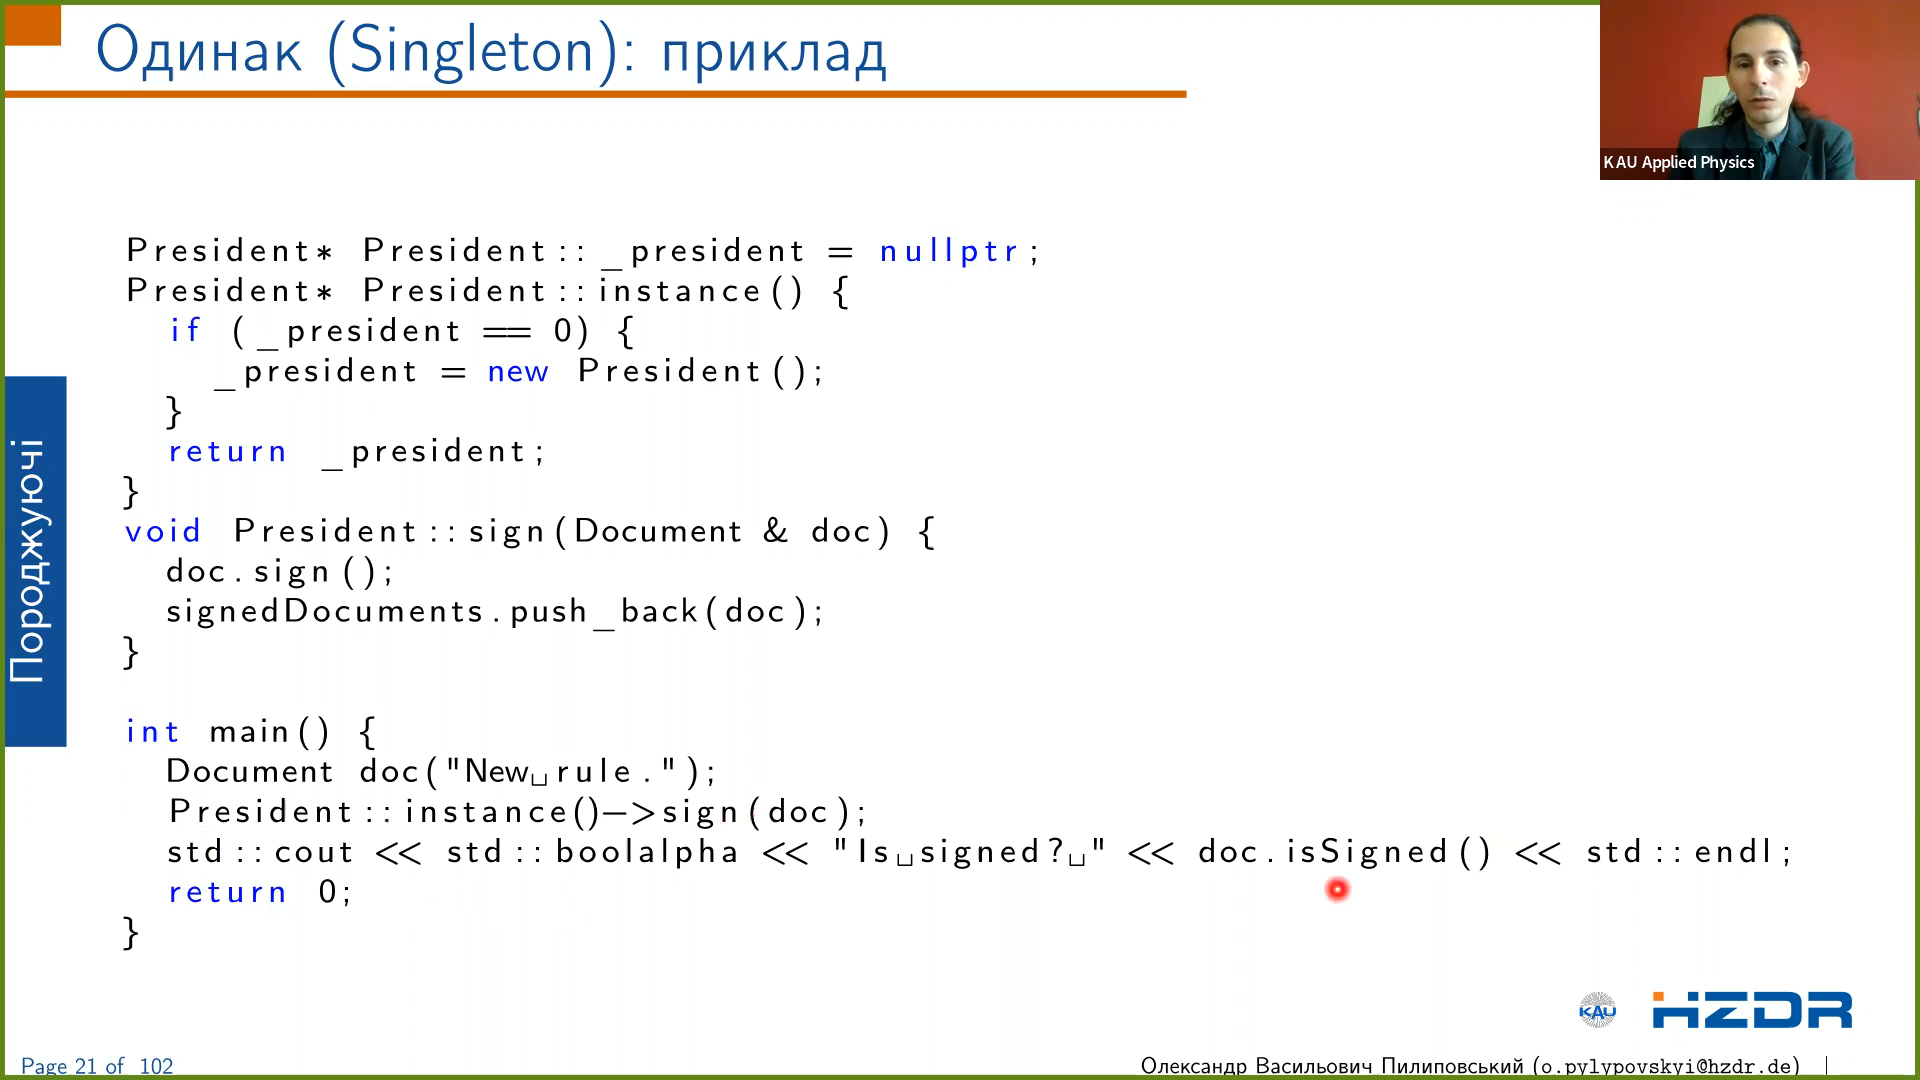 Одинак (Singleton): приклад
KAU Applied Physics
President* President::_president = nullptr;
President* President::instance() {
if (_president == 0) {
_president = new President();
}
return _president;
}
void President::sign(Document & doc) {
doc.sign();
signedDocuments.push_back(doc);
}
Породжуючі
int main() {
Document doc("New␣rule.");
President::instance()->sign(doc);
std::cout << std::boolalpha << "Is␣signed?␣" << doc.isSigned() << std::endl;
return 0;
}
KAU
HZDR
Page 21 of 102
Олександр Васильович Пилиповський (o.pylypovskyi@hzdr.de) |